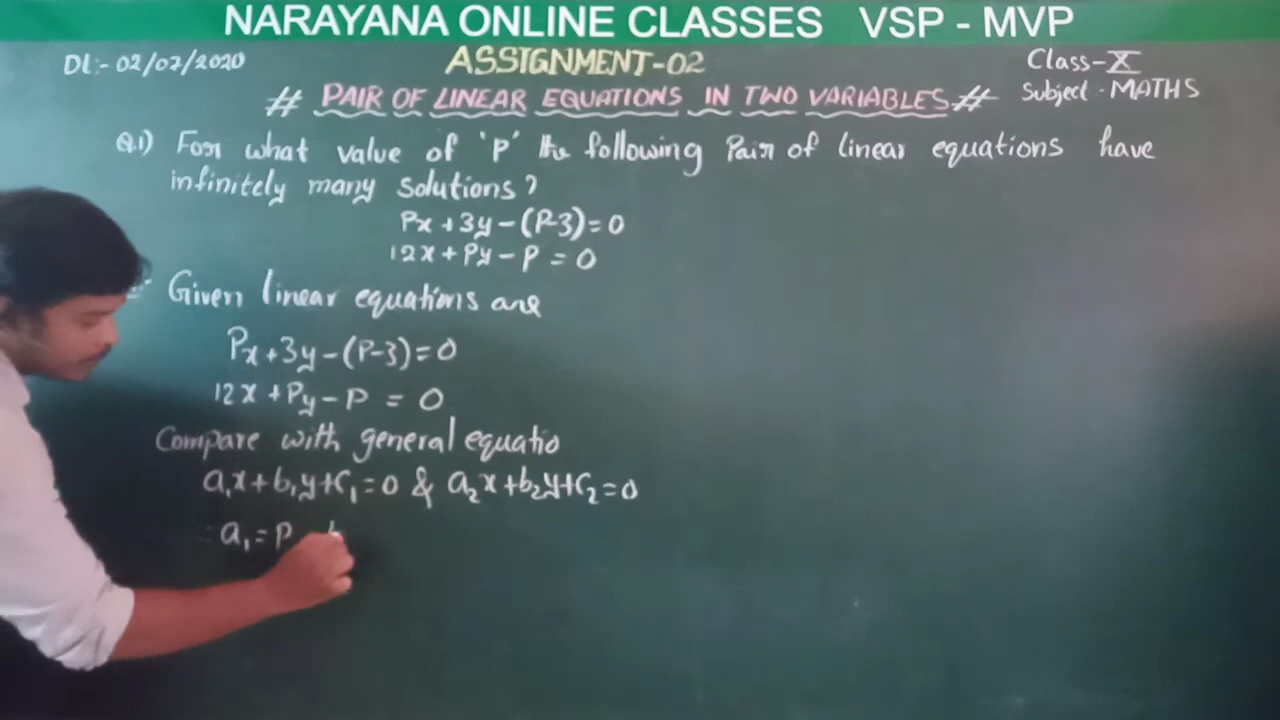 NARAYANA ONLINE CLASSES VSP - MVP
Dt:- 02/07/2020
ASSIGNMENT-02
Class-X
Subject - MATHS
# PAIR OF LINEAR EQUATIONS IN TWO VARIABLES #
Q.1) For what value of 'P' the following Pair of linear equations have
infinitely many solutions?
Px+3y-(P-3)=0
12x+Py-P=0
Given linear equations are
Px+3y-(P-3)=0
12x+Py-P = 0
Compare with general equatio
a₁x+b₁y+c₁=0 & a₂x+b₂y+c₂=0
a₁=P